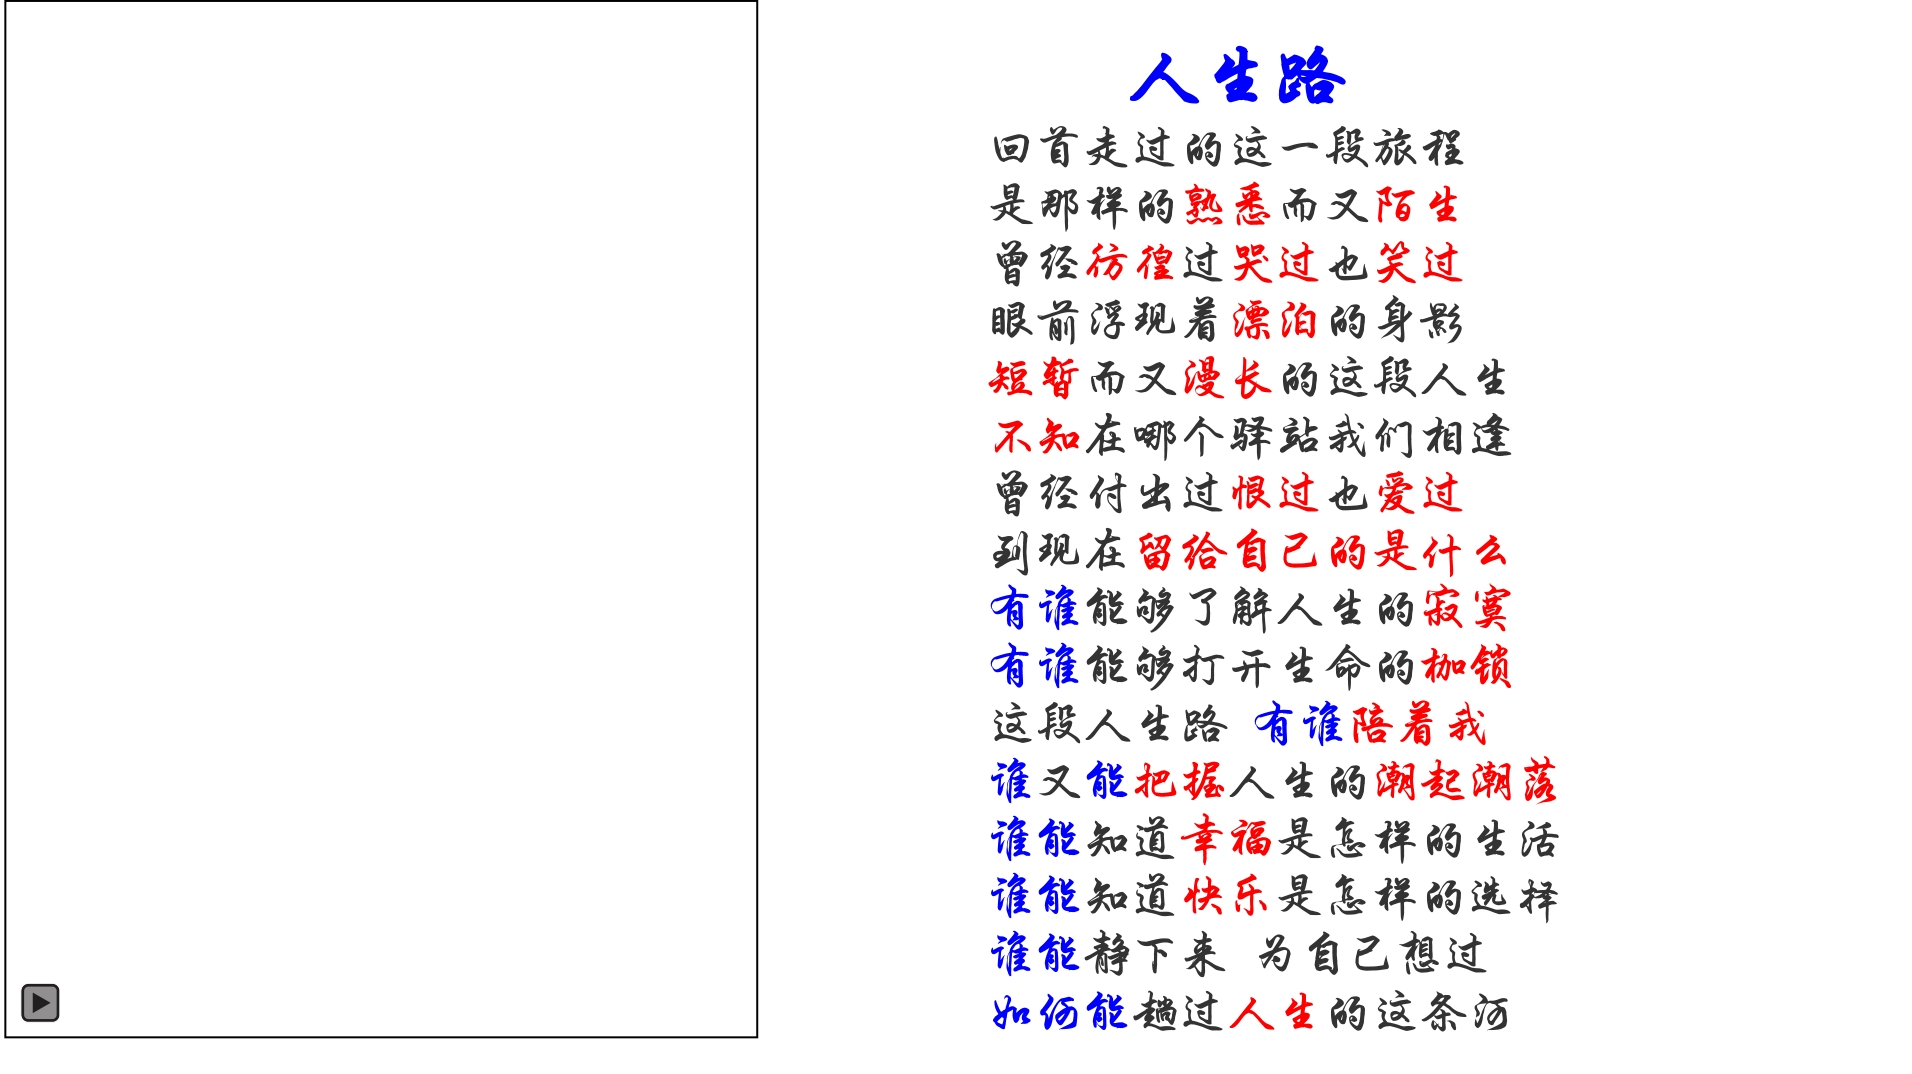 人生路
回首走过的这一段旅程
是那样的熟悉而又陌生
曾经彷徨过哭过也笑过
眼前浮现着漂泊的身影
短暂而又漫长的这段人生
不知在哪个驿站我们相逢
曾经付出过恨过也爱过
到现在留给自己的是什么
有谁能够了解人生的寂寞
有谁能够打开生命的枷锁
这段人生路 有谁陪着我
谁又能把握人生的潮起潮落
谁能知道幸福是怎样的生活
谁能知道快乐是怎样的选择
谁能静下来 为自己想过
如何能趟过人生的这条河